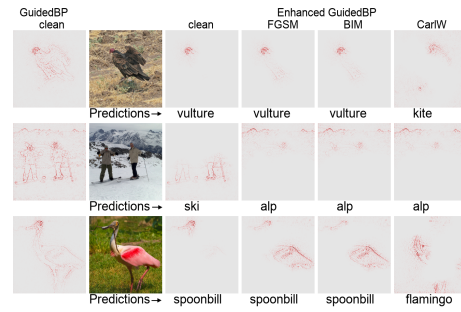 GuidedBP Enhanced GuidedBP
clean clean FGSM BIM CarlW
Predictions→ vulture vulture vulture kite
Predictions→ ski alp alp alp
Predictions→ spoonbill spoonbill spoonbill flamingo